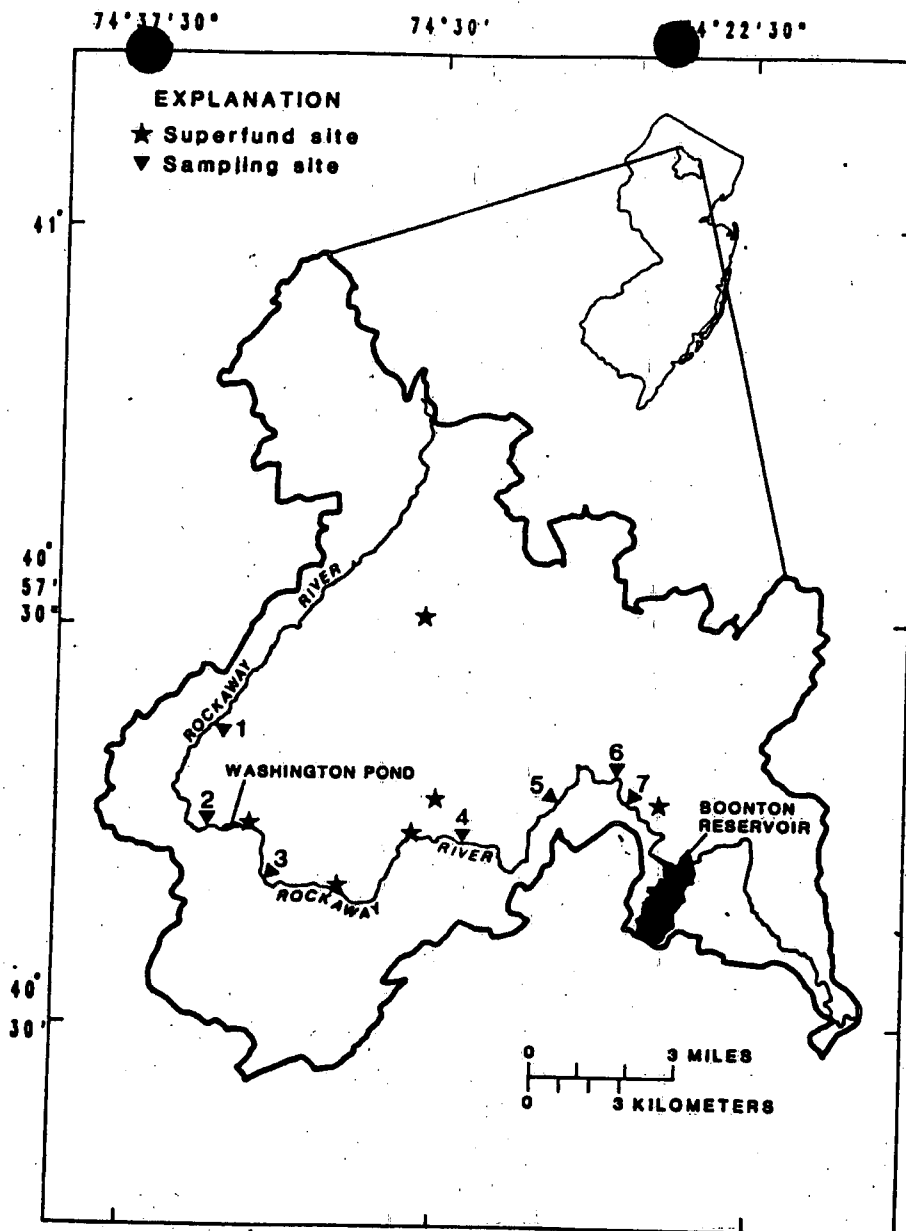 74°37'30" 74°30' 4°22'30"
EXPLANATION
Superfund site
Sampling site
41°
40°
57'
30"
ROCKAWAY RIVER
1
WASHINGTON POND
2
3
ROCKAWAY RIVER
4
5
6
7
BOONTON
RESERVOIR
40°
30'
0 3 MILES
0 3 KILOMETERS